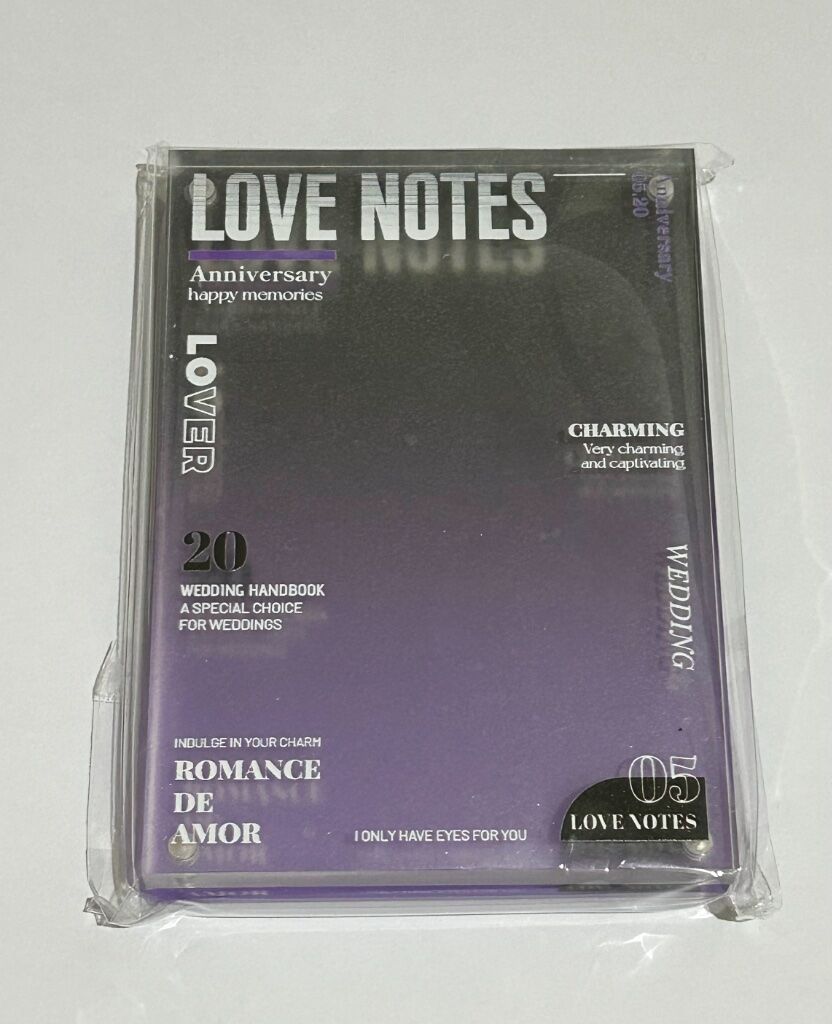 LOVE NOTES
Anniversary
05.20
Anniversary
happy memories
LOVER
CHARMING
Very charming
and captivating
20
WEDDING HANDBOOK
A SPECIAL CHOICE
FOR WEDDINGS
WEDDING
INDULGE IN YOUR CHARM
ROMANCE
DE
AMOR
I ONLY HAVE EYES FOR YOU
05
LOVE NOTES